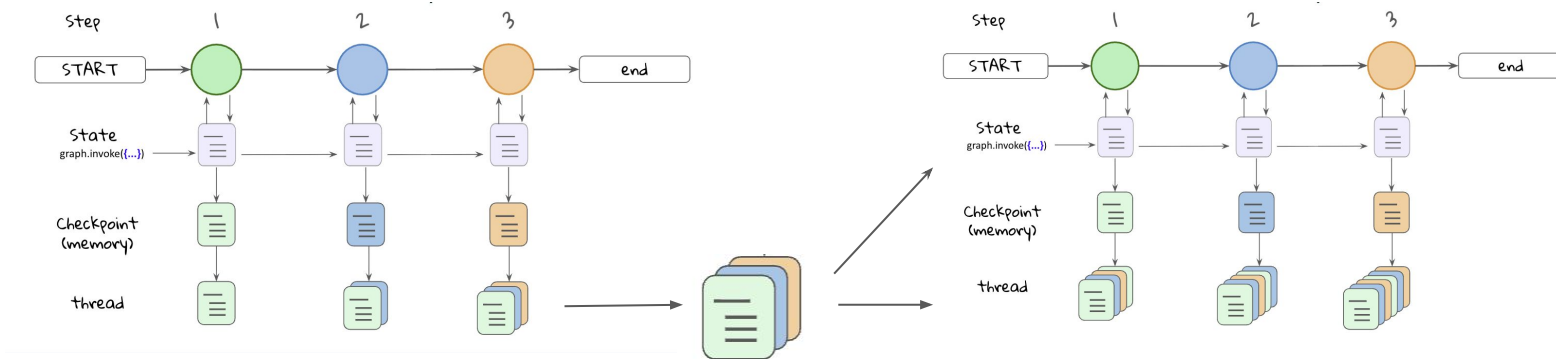 Step 1 2 3
START end
State
graph.invoke({...})
Checkpoint
(memory)
thread
Step 1 2 3
START end
State
graph.invoke({...})
Checkpoint
(memory)
thread